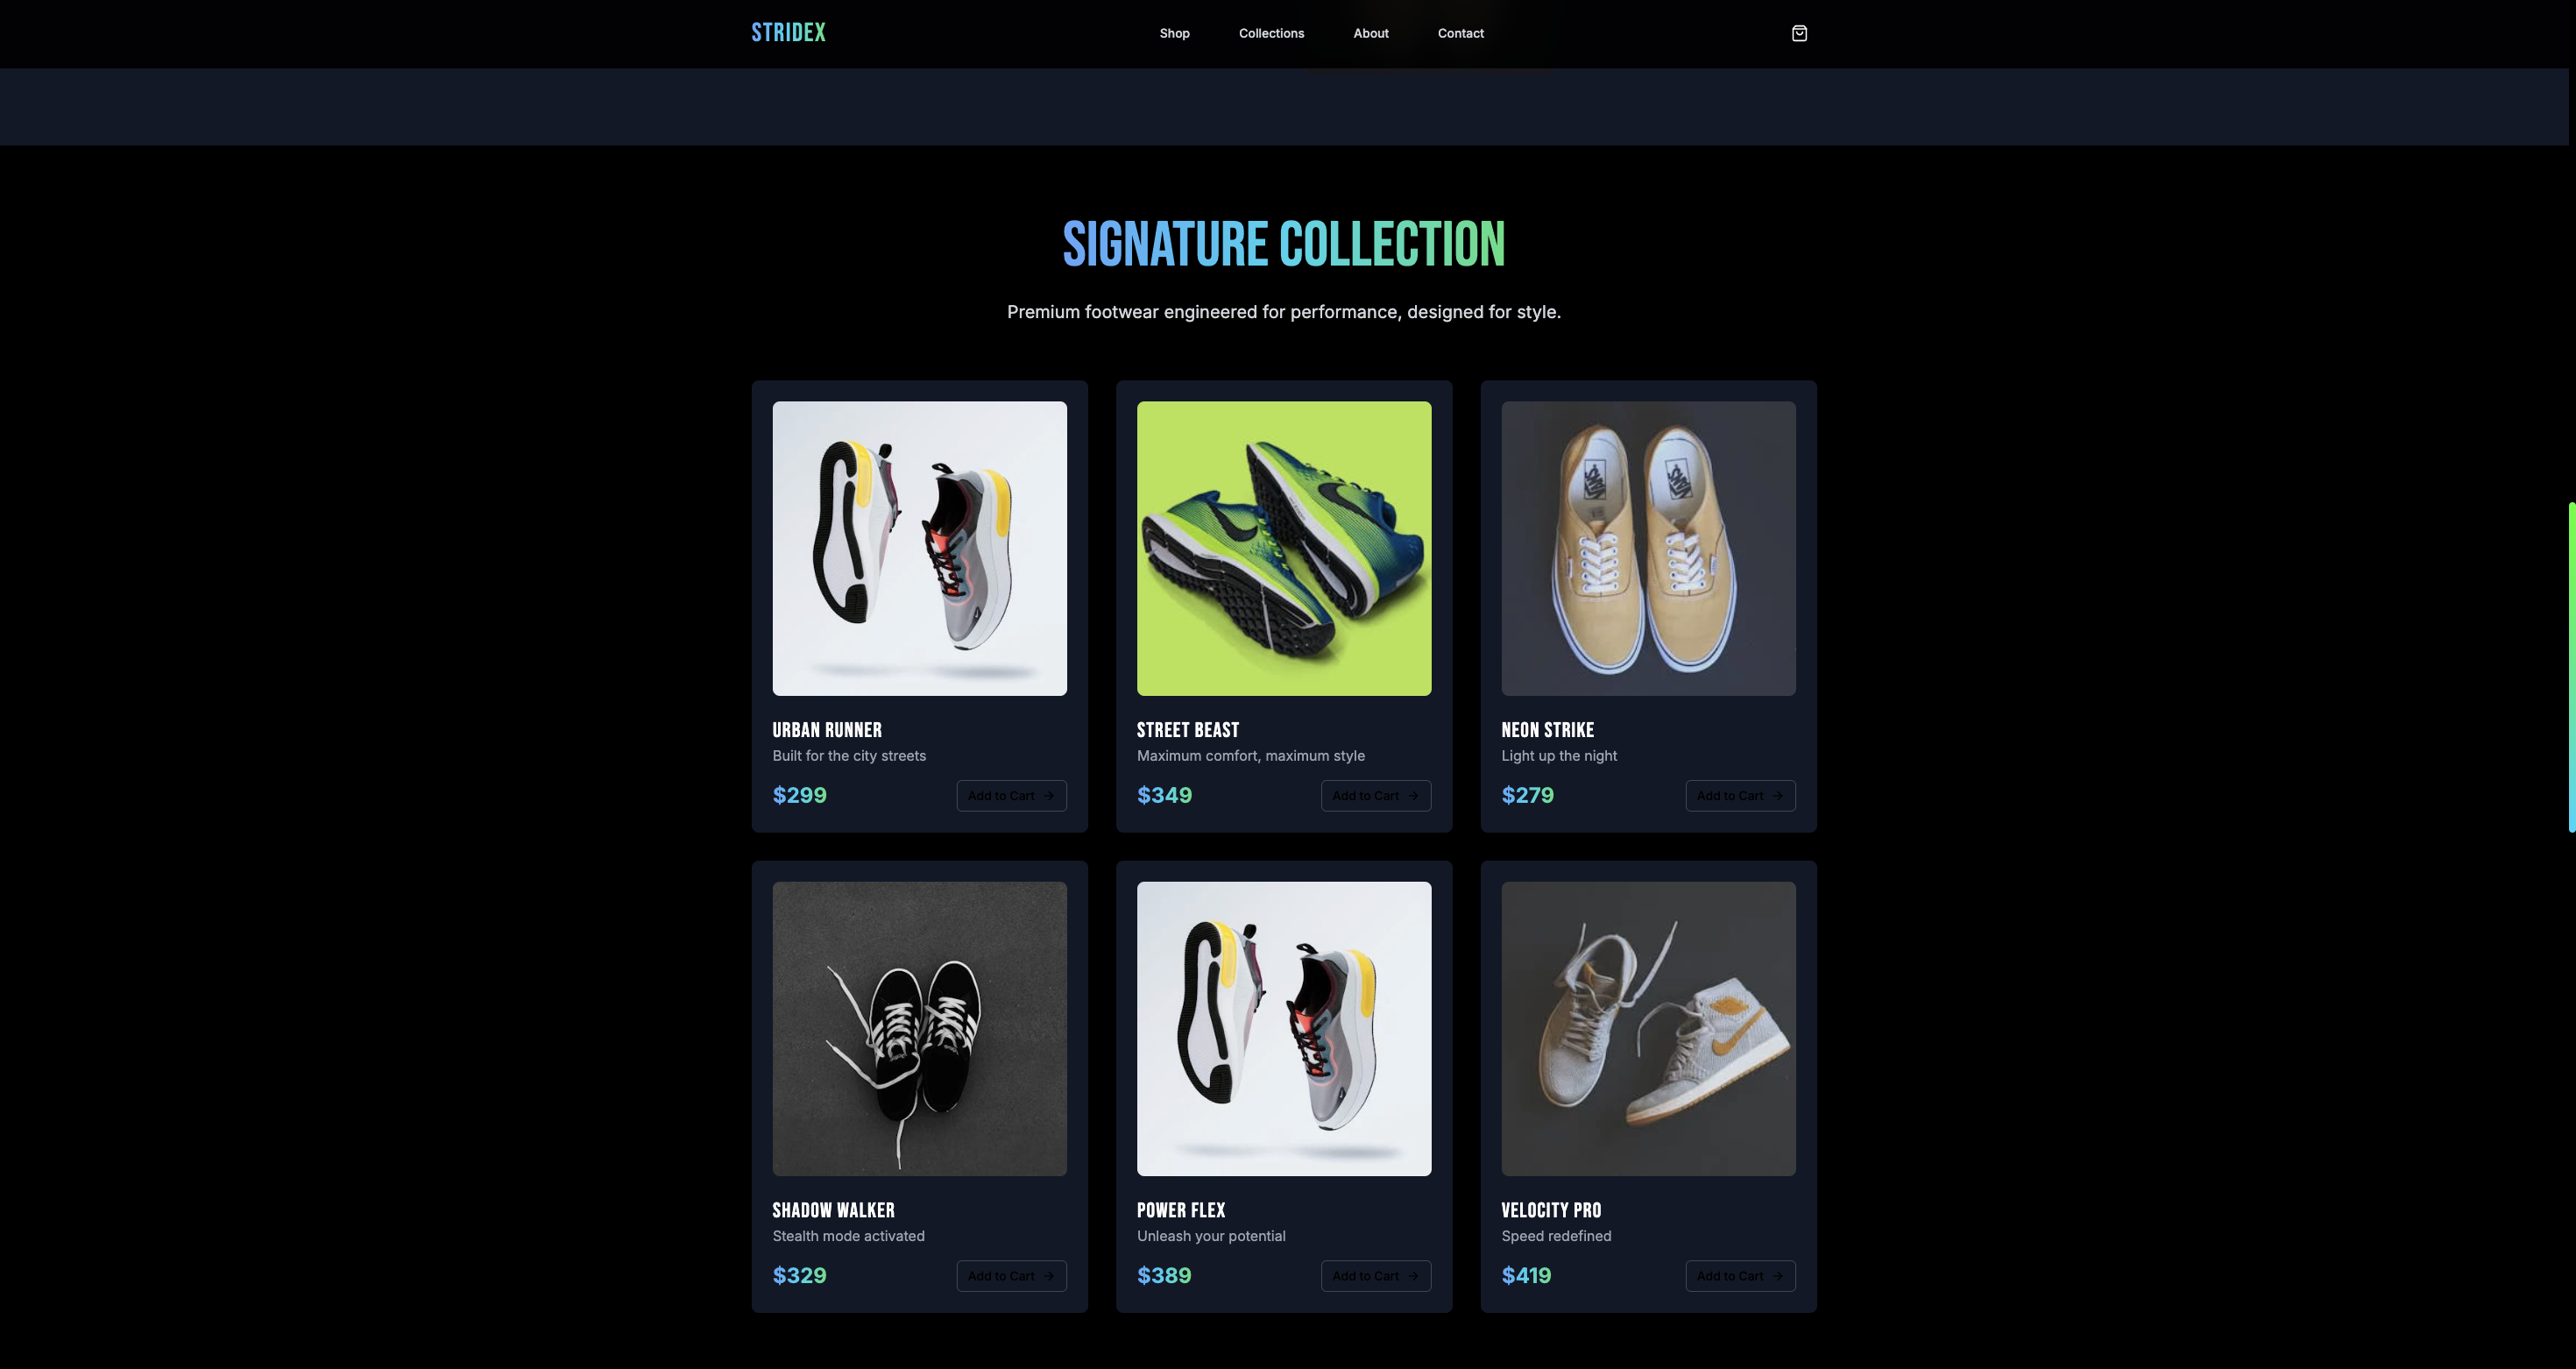 STRIDEX
Shop
Collections
About
Contact
SIGNATURE COLLECTION
Premium footwear engineered for performance, designed for style.
URBAN RUNNER
Built for the city streets
$299
Add to Cart
STREET BEAST
Maximum comfort, maximum style
$349
Add to Cart
VANS
VANS
NEON STRIKE
Light up the night
$279
Add to Cart
SHADOW WALKER
Stealth mode activated
$329
Add to Cart
POWER FLEX
Unleash your potential
$389
Add to Cart
VELOCITY PRO
Speed redefined
$419
Add to Cart